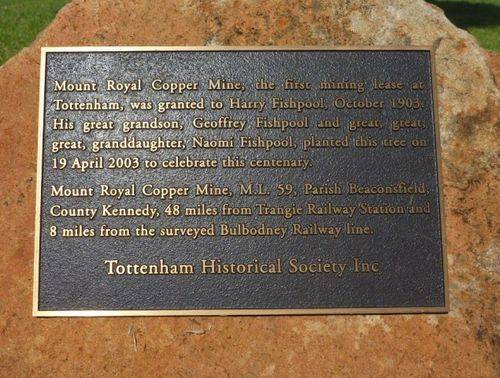 Mount Royal Copper Mine, the first mining lease at
Tottenham, was granted to Harry Fishpool, October 1903.
His great grandson, Geoffrey Fishpool and great, great,
great, granddaughter, Naomi Fishpool, planted this tree on
19 April 2003 to celebrate this centenary.
Mount Royal Copper Mine, M.L. 59, Parish Beaconsfield,
County Kennedy, 48 miles from Trangie Railway Station and
8 miles from the surveyed Bulbodney Railway line.
Tottenham Historical Society Inc